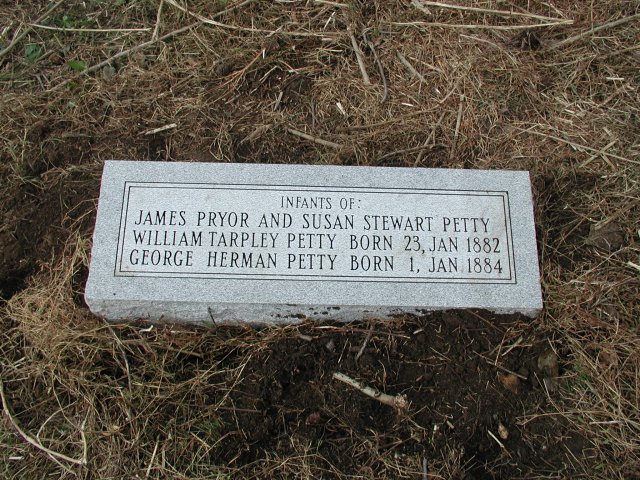 INFANTS OF:
JAMES PRYOR AND SUSAN STEWART PETTY
WILLIAM TARPLEY PETTY BORN 23, JAN 1882
GEORGE HERMAN PETTY BORN 1, JAN 1884